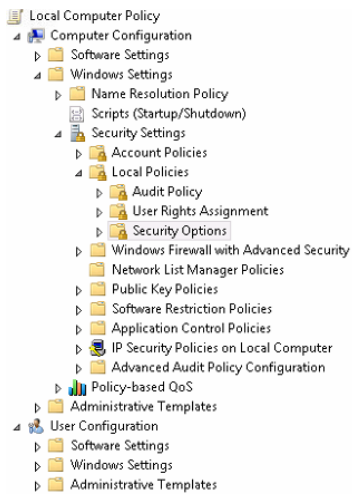 Local Computer Policy
Computer Configuration
Software Settings
Windows Settings
Name Resolution Policy
Scripts (Startup/Shutdown)
Security Settings
Account Policies
Local Policies
Audit Policy
User Rights Assignment
Security Options
Windows Firewall with Advanced Security
Network List Manager Policies
Public Key Policies
Software Restriction Policies
Application Control Policies
IP Security Policies on Local Computer
Advanced Audit Policy Configuration
Policy-based QoS
Administrative Templates
User Configuration
Software Settings
Windows Settings
Administrative Templates